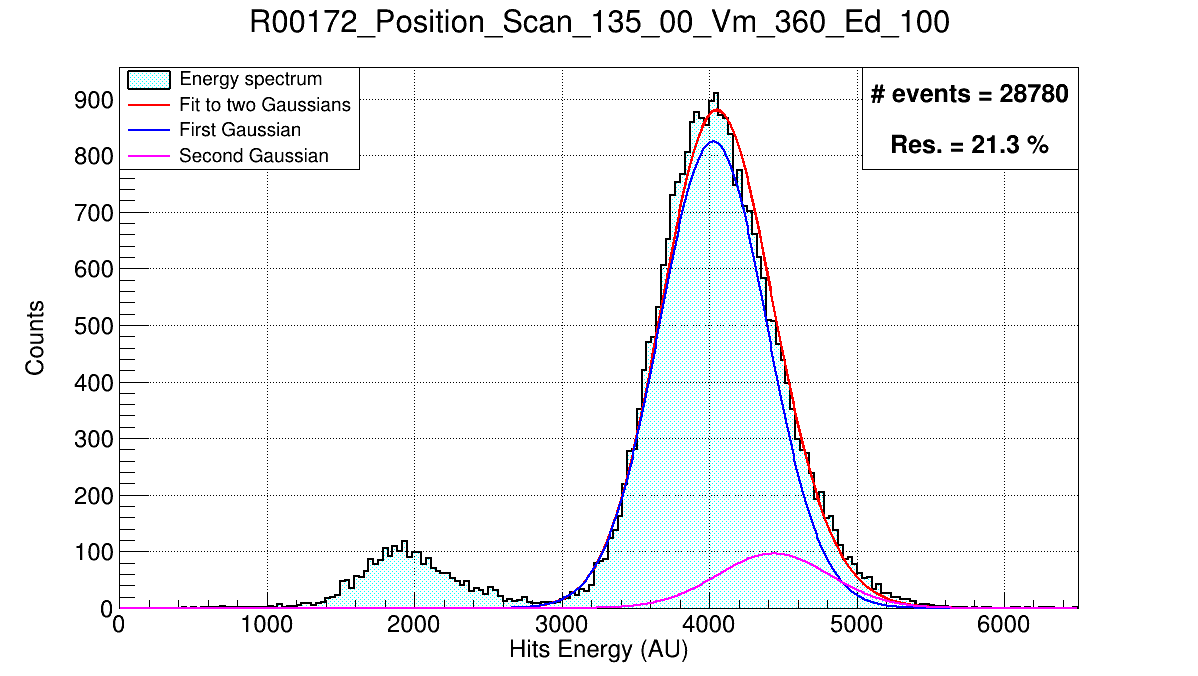 R00172_Position_Scan_135_00_Vm_360_Ed_100
Energy spectrum
Fit to two Gaussians
First Gaussian
Second Gaussian
# events = 28780
Res. = 21.3 %
900
800
700
600
500
400
300
200
100
0
Counts
0 1000 2000 3000 4000 5000 6000
Hits Energy (AU)